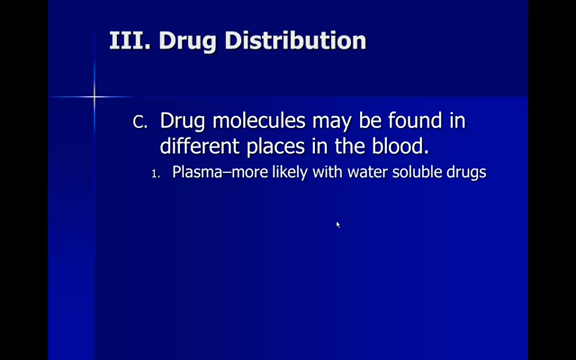 III. Drug Distribution
C. Drug molecules may be found in
different places in the blood.
1. Plasma–more likely with water soluble drugs